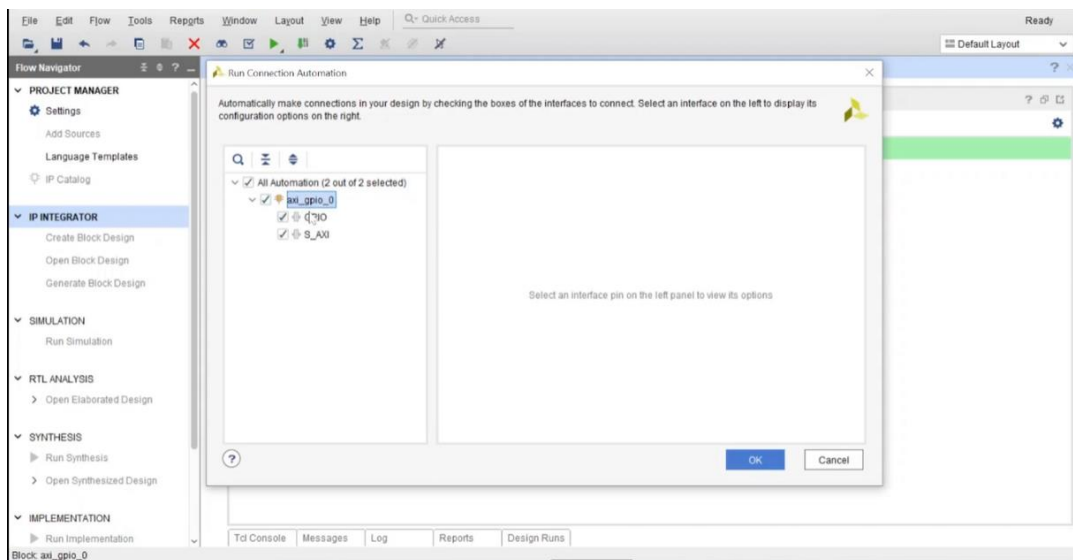 File Edit Flow Tools Reports Window Layout View Help Quick Access Ready
Default Layout
Flow Navigator
PROJECT MANAGER
Settings
Add Sources
Language Templates
IP Catalog
IP INTEGRATOR
Create Block Design
Open Block Design
Generate Block Design
SIMULATION
Run Simulation
RTL ANALYSIS
Open Elaborated Design
SYNTHESIS
Run Synthesis
Open Synthesized Design
IMPLEMENTATION
Run Implementation
Run Connection Automation
Automatically make connections in your design by checking the boxes of the interfaces to connect. Select an interface on the left to display its
configuration options on the right.
All Automation (2 out of 2 selected)
axi_gpio_0
GPIO
S_AXI
Select an interface pin on the left panel to view its options
OK Cancel
Tcl Console Messages Log Reports Design Runs
Block: axi_gpio_0